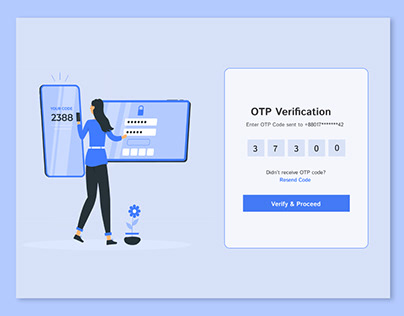 YOUR CODE
2388
OTP Verification
Enter OTP Code sent to +88017*******42
3 7 3 0 0
Didn't receive OTP code?
Resend Code
Verify & Proceed